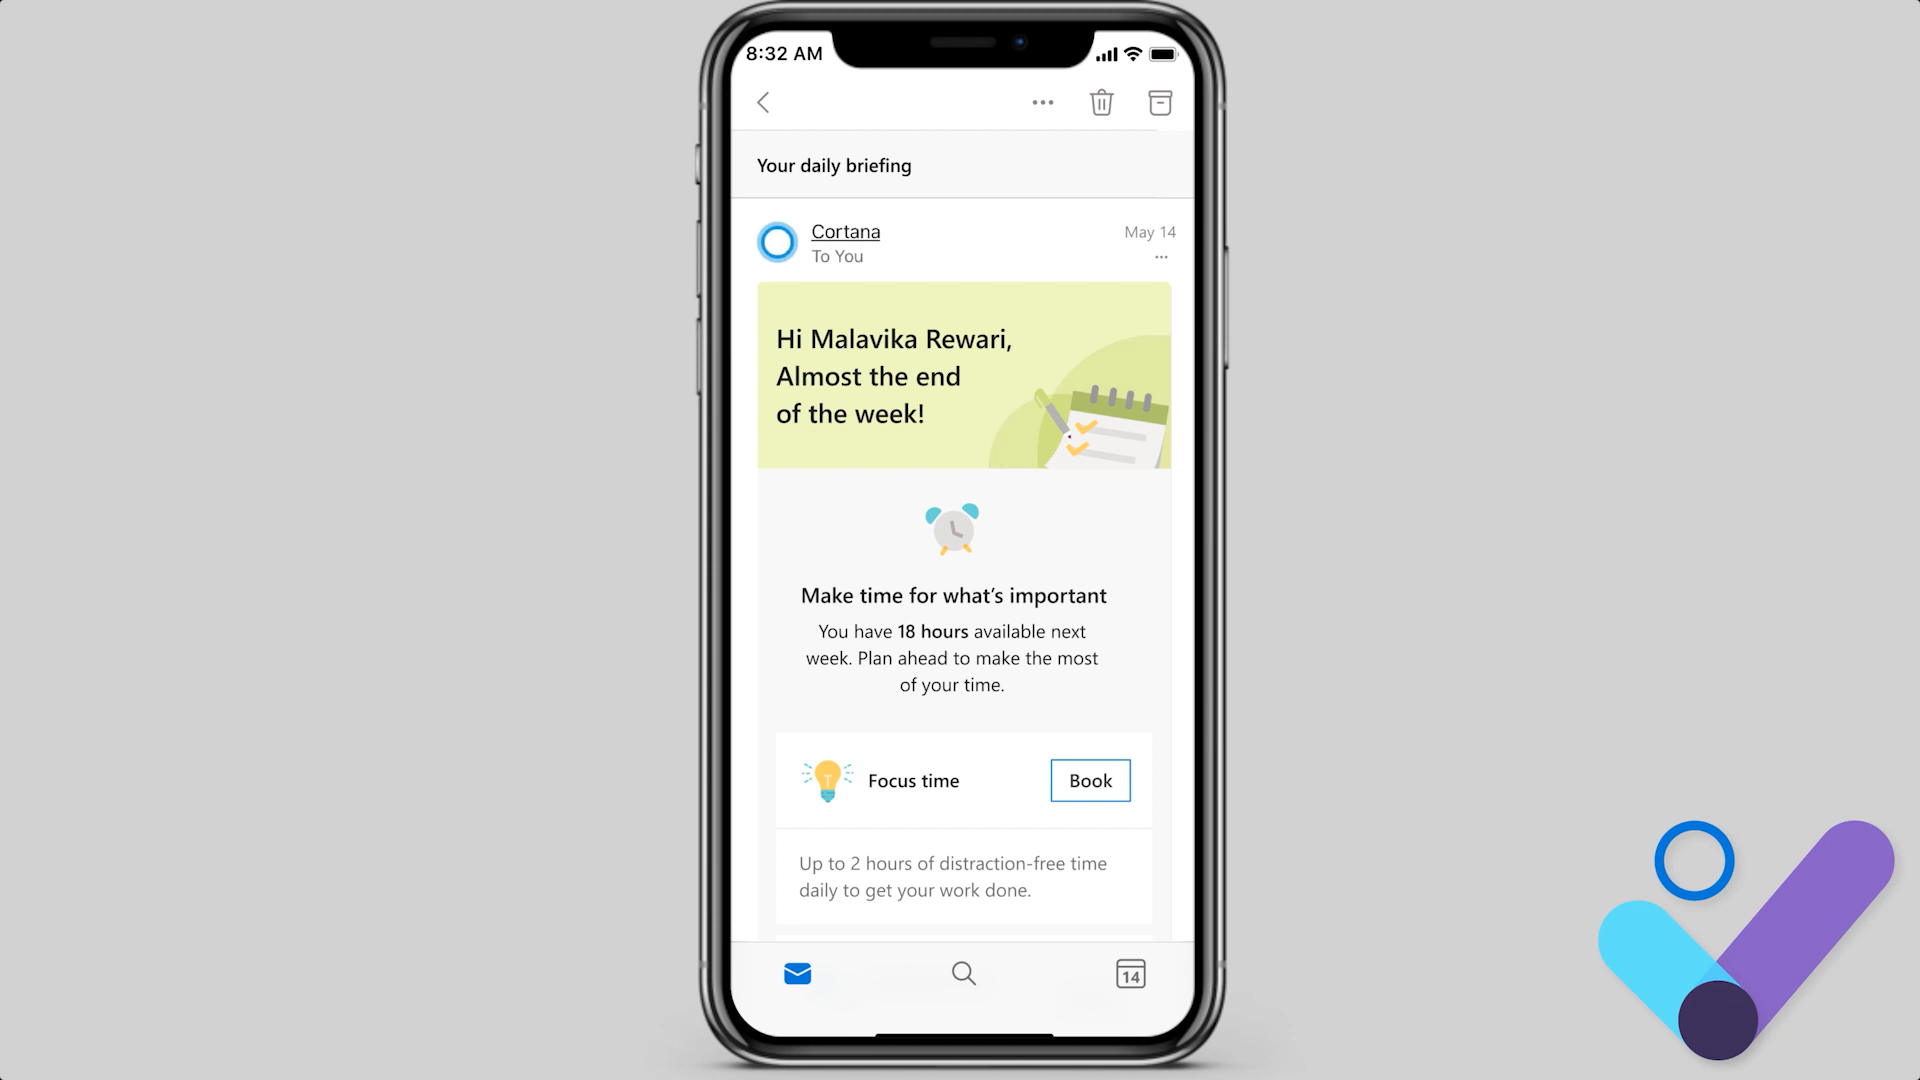 8:32 AM
Your daily briefing
Cortana
May 14
To You
Hi Malavika Rewari,
Almost the end
of the week!
Make time for what's important
You have 18 hours available next
week. Plan ahead to make the most
of your time.
Focus time
Book
Up to 2 hours of distraction-free time
daily to get your work done.
14